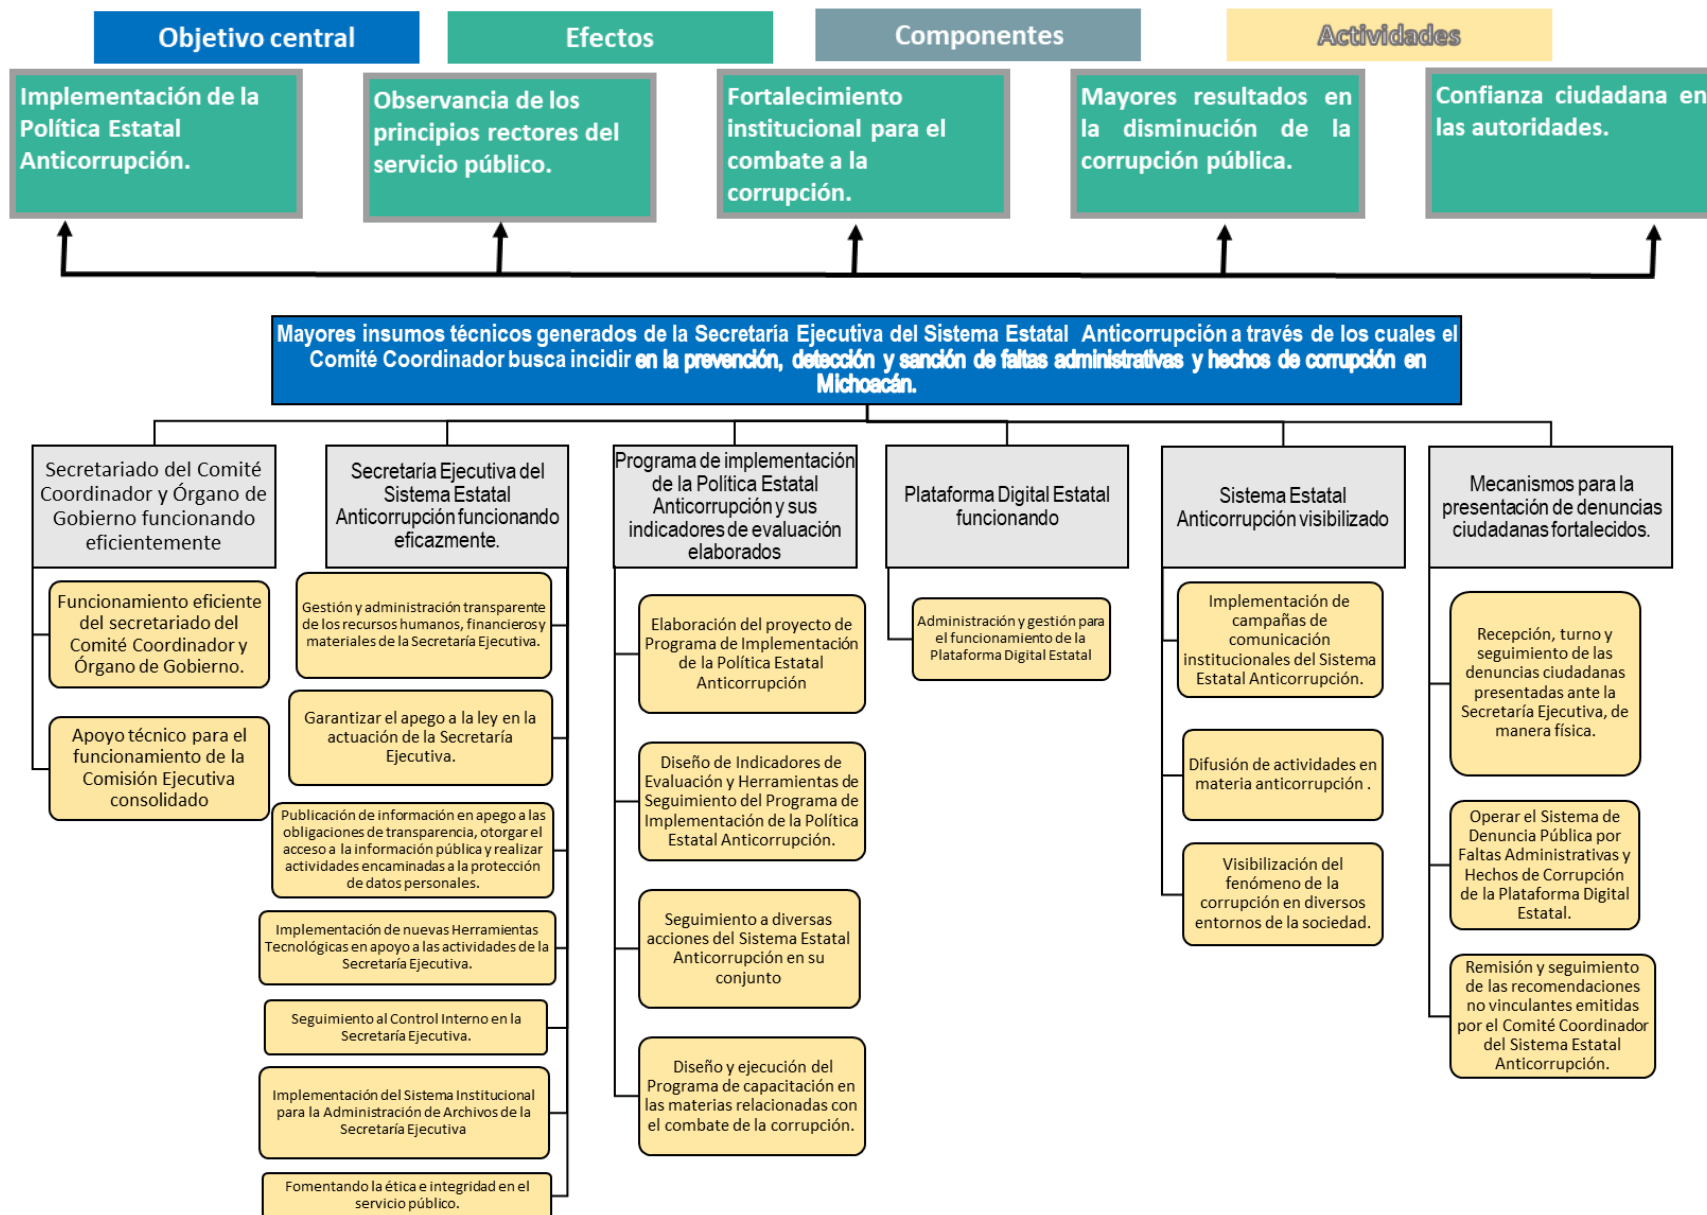 Objetivo central
Efectos
Componentes
Actividades
Implementación de la
Política Estatal
Anticorrupción.
Observancia de los
principios rectores del
servicio público.
Fortalecimiento
institucional para el
combate a la
corrupción.
Mayores resultados en
la disminución de la
corrupción pública.
Confianza ciudadana en
las autoridades.
Mayores insumos técnicos generados de la Secretaría Ejecutiva del Sistema Estatal Anticorrupción a través de los cuales el
Comité Coordinador busca incidir en la prevención, detección y sanción de faltas administrativas y hechos de corrupción en
Michoacán.
Secretariado del Comité
Coordinador y Órgano de
Gobierno funcionando
eficientemente
Funcionamiento eficiente
del secretariado del
Comité Coordinador y
Órgano de Gobierno.
Apoyo técnico para el
funcionamiento de la
Comisión Ejecutiva
consolidado
Secretaría Ejecutiva del
Sistema Estatal
Anticorrupción funcionando
eficazmente.
Gestión y administración transparente
de los recursos humanos, financieros y
materiales de la Secretaría Ejecutiva.
Garantizar el apego a la ley en la
actuación de la Secretaría
Ejecutiva.
Publicación de información en apego a las
obligaciones de transparencia, otorgar el
acceso a la información pública y realizar
actividades encaminadas a la protección
de datos personales.
Implementación de nuevas Herramientas
Tecnológicas en apoyo a las actividades de la
Secretaría Ejecutiva.
Seguimiento al Control Interno en la
Secretaría Ejecutiva.
Implementación del Sistema Institucional
para la Administración de Archivos de la
Secretaría Ejecutiva
Fomentando la ética e integridad en el
servicio público.
Programa de implementación
de la Política Estatal
Anticorrupción y sus
indicadores de evaluación
elaborados
Elaboración del proyecto de
Programa de Implementación
de la Política Estatal
Anticorrupción
Diseño de Indicadores de
Evaluación y Herramientas de
Seguimiento del Programa de
Implementación de la Política
Estatal Anticorrupción.
Seguimiento a diversas
acciones del Sistema Estatal
Anticorrupción en su
conjunto
Diseño y ejecución del
Programa de capacitación en
las materias relacionadas con
el combate de la corrupción.
Plataforma Digital Estatal
funcionando
Administración y gestión para
el funcionamiento de la
Plataforma Digital Estatal
Sistema Estatal
Anticorrupción visibilizado
Implementación de
campañas de
comunicación
institucionales del Sistema
Estatal Anticorrupción.
Difusión de actividades en
materia anticorrupción .
Visibilización del
fenómeno de la
corrupción en diversos
entornos de la sociedad.
Mecanismos para la
presentación de denuncias
ciudadanas fortalecidos.
Recepción, turno y
seguimiento de las
denuncias ciudadanas
presentadas ante la
Secretaría Ejecutiva, de
manera física.
Operar el Sistema de
Denuncia Pública por
Faltas Administrativas y
Hechos de Corrupción
de la Plataforma Digital
Estatal.
Remisión y seguimiento
de las recomendaciones
no vinculantes emitidas
por el Comité Coordinador
del Sistema Estatal
Anticorrupción.